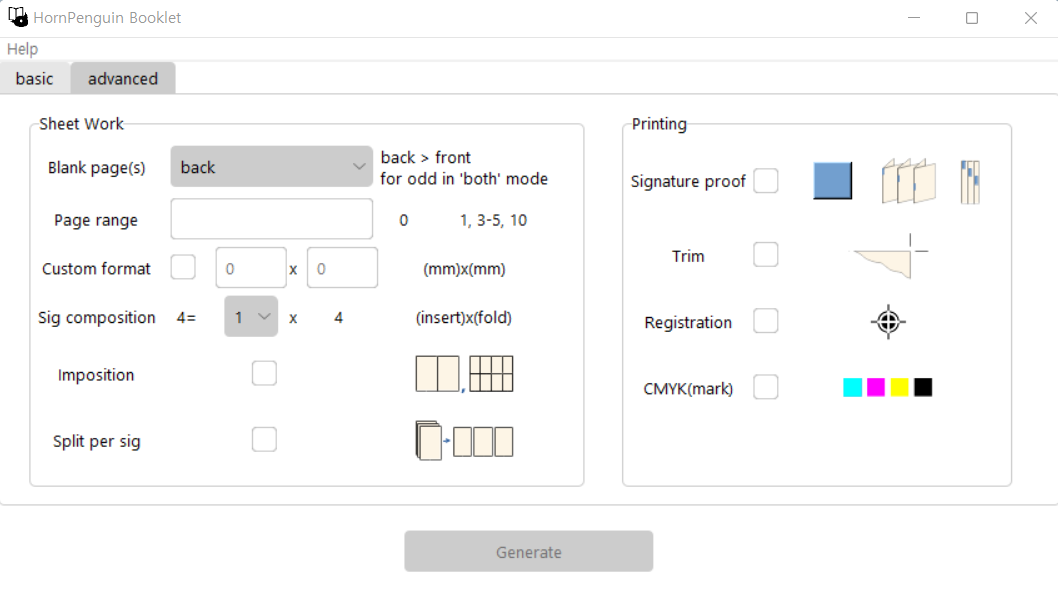 HornPenguin Booklet
Help
basic advanced
Sheet Work
Blank page(s) back back > front
for odd in 'both' mode
Page range 0 1, 3-5, 10
Custom format 0 x 0 (mm)x(mm)
Sig composition 4= 1 x 4 (insert)x(fold)
Imposition ,
Split per sig
Printing
Signature proof
Trim
Registration
CMYK(mark)
Generate